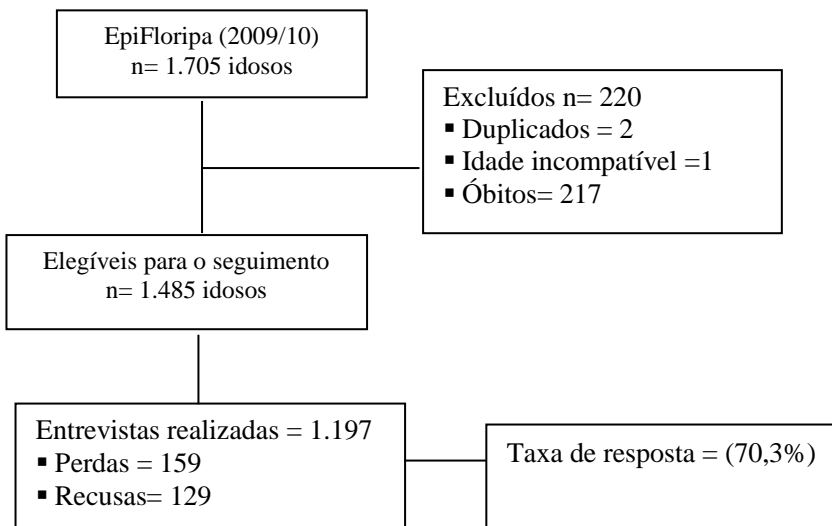 EpiFloripa (2009/10)
n= 1.705 idosos
Excluídos n= 220
▪ Duplicados = 2
▪ Idade incompatível =1
▪ Óbitos= 217
Elegíveis para o seguimento
n= 1.485 idosos
Entrevistas realizadas = 1.197
▪ Perdas = 159
▪ Recusas= 129
Taxa de resposta = (70,3%)